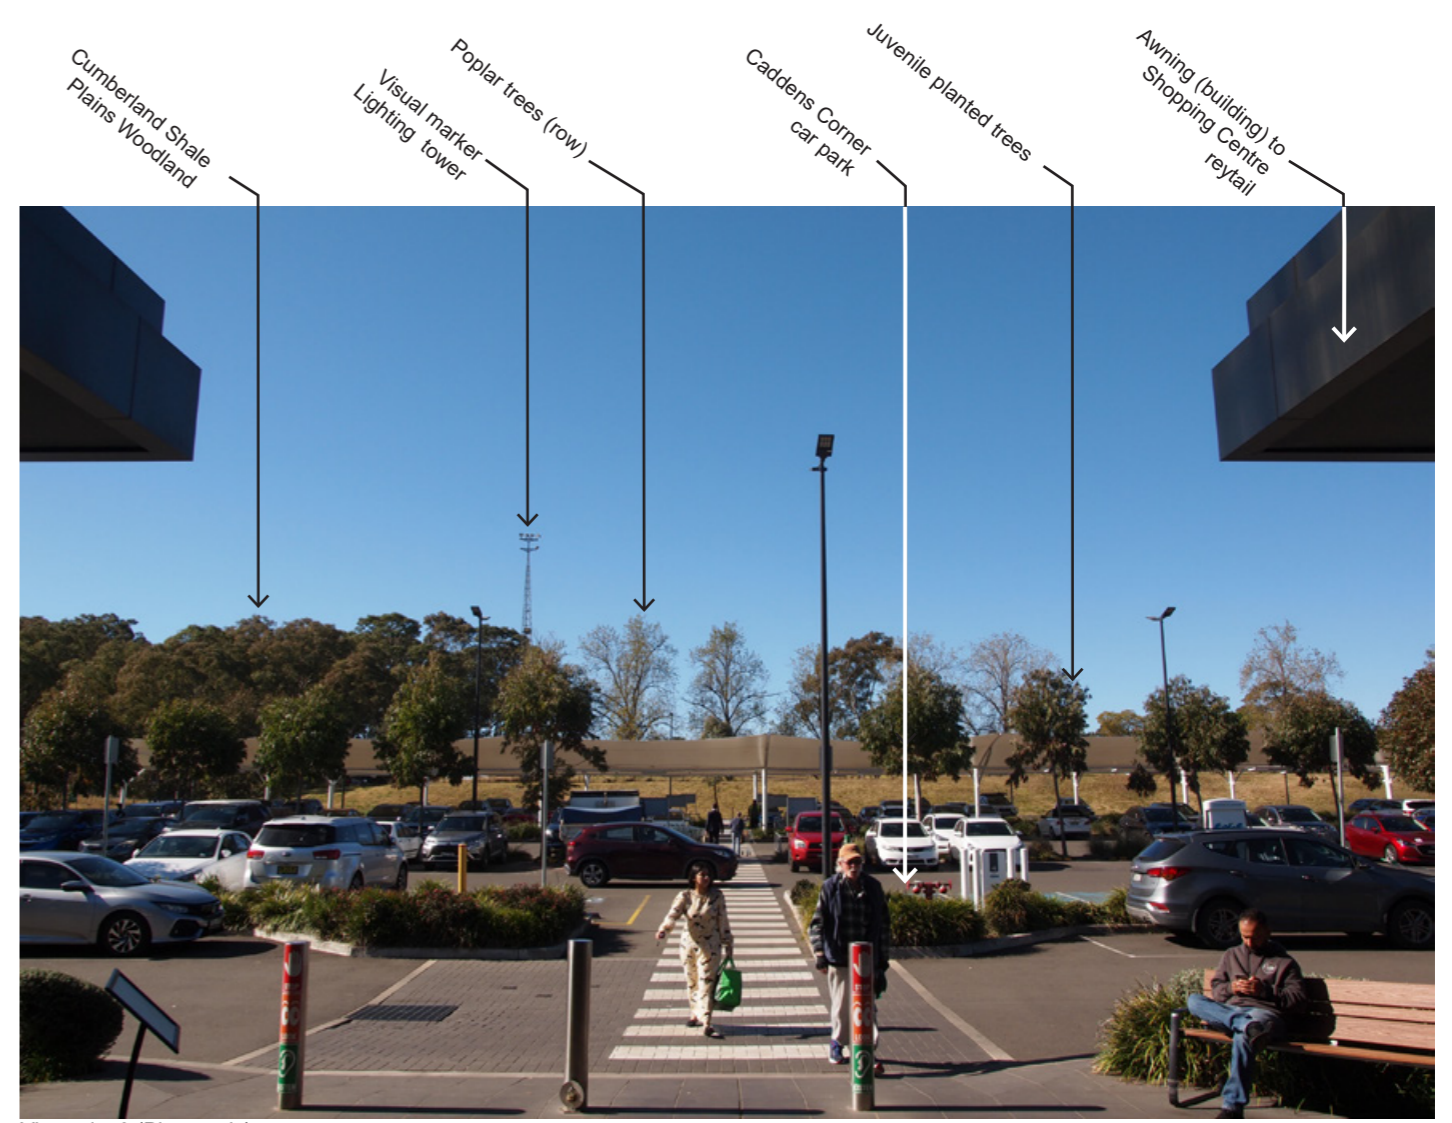 Cumberland Shale
Plains Woodland
Visual marker
Lighting tower
Poplar trees (row)
Caddens Corner
car park
Juvenile planted trees
Awning (building) to
Shopping Centre
reytail